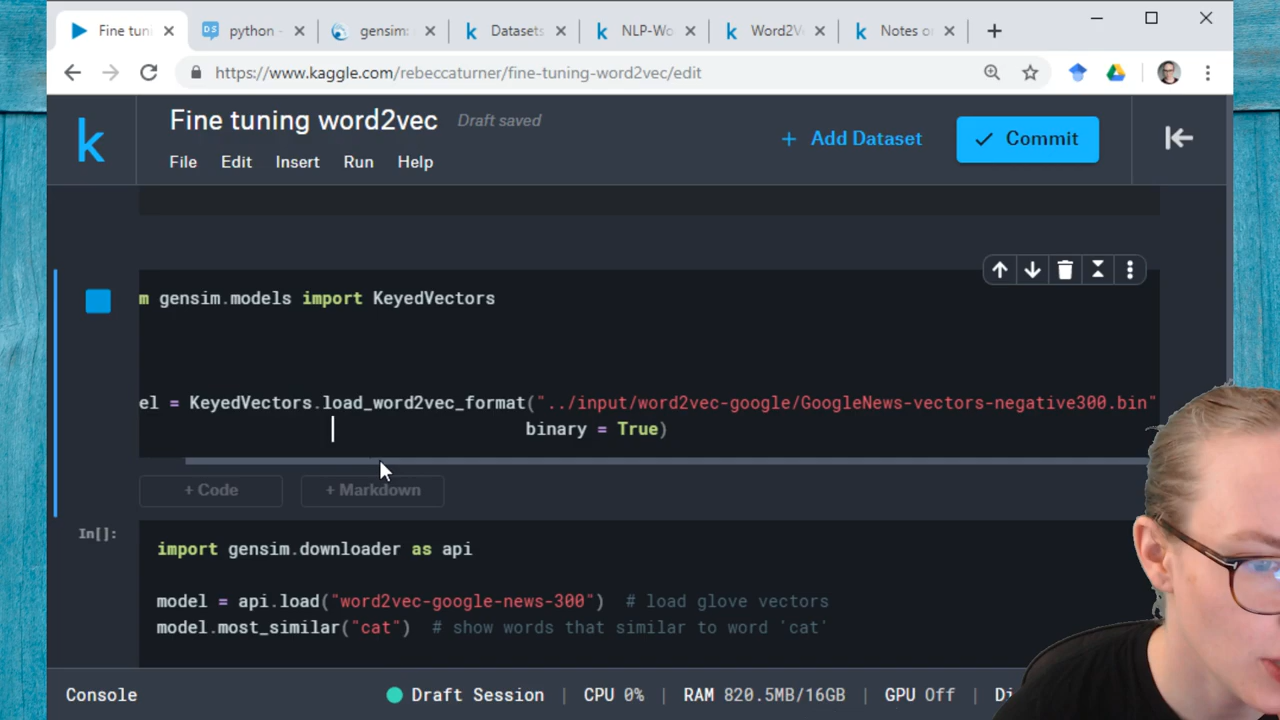 Fine tuni
python -
gensim:
Datasets
NLP-Wo
Word2V
Notes o
https://www.kaggle.com/rebeccaturner/fine-tuning-word2vec/edit
k
Fine tuning word2vec
Draft saved
+ Add Dataset
Commit
File Edit Insert Run Help
m gensim.models import KeyedVectors
el = KeyedVectors.load_word2vec_format("../input/word2vec-google/GoogleNews-vectors-negative300.bin"
binary = True)
+ Code
+ Markdown
In[]:
import gensim.downloader as api
model = api.load("word2vec-google-news-300") # load glove vectors
model.most_similar("cat") # show words that similar to word 'cat'
Console
Draft Session | CPU 0% | RAM 820.5MB/16GB | GPU Off | Di